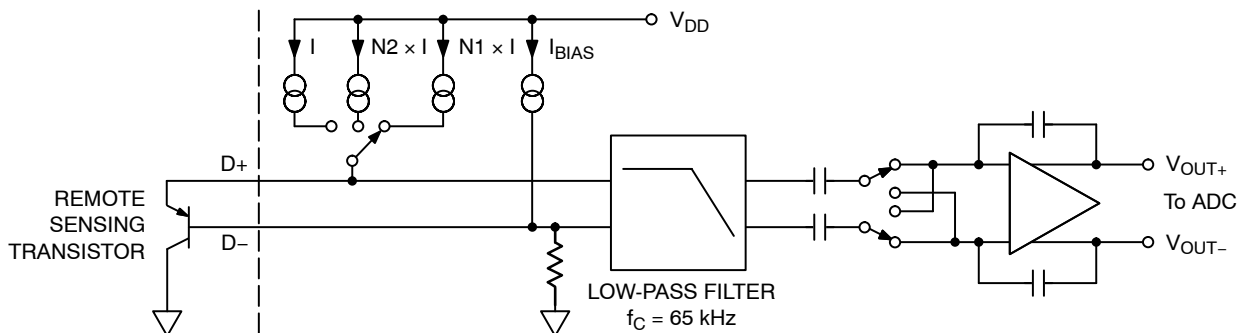 V_DD
I
N2 × I
N1 × I
I_BIAS
D+
REMOTE
SENSING
TRANSISTOR
D−
LOW-PASS FILTER
f_C = 65 kHz
V_OUT+
To ADC
V_OUT−